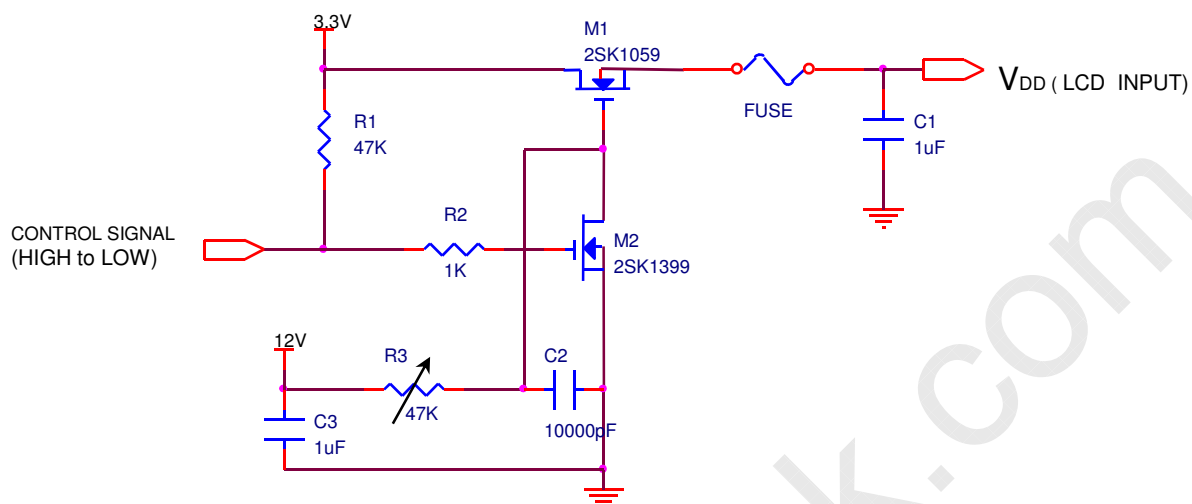 3.3V
M1
2SK1059
R1
47K
FUSE
VDD ( LCD INPUT)
C1
1uF
CONTROL SIGNAL
(HIGH to LOW)
R2
1K
M2
2SK1399
12V
R3
47K
C2
10000pF
C3
1uF
k.com